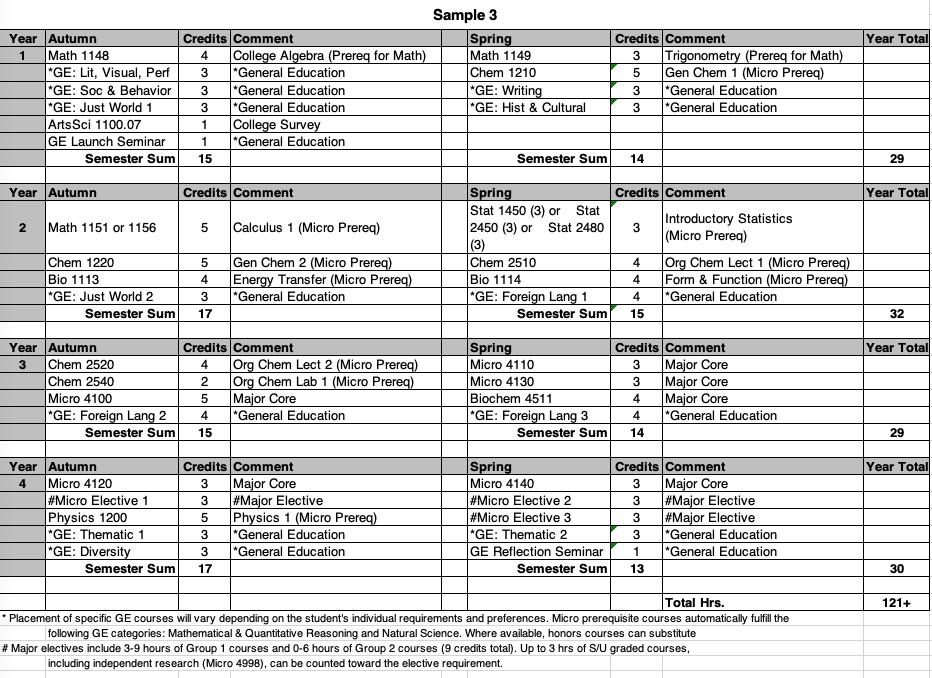 Sample 3
Year Autumn Credits Comment Spring Credits Comment Year Total
1 Math 1148 4 College Algebra (Prereq for Math) Math 1149 3 Trigonometry (Prereq for Math)
*GE: Lit, Visual, Perf 3 *General Education Chem 1210 5 Gen Chem 1 (Micro Prereq)
*GE: Soc & Behavior 3 *General Education *GE: Writing 3 *General Education
*GE: Just World 1 3 *General Education *GE: Hist & Cultural 3 *General Education
ArtsSci 1100.07 1 College Survey
GE Launch Seminar 1 *General Education
Semester Sum 15 Semester Sum 14 29
Year Autumn Credits Comment Spring Credits Comment Year Total
2 Math 1151 or 1156 5 Calculus 1 (Micro Prereq) Stat 1450 (3) or Stat 2450 (3) or Stat 2480 (3) 3 Introductory Statistics (Micro Prereq)
Chem 1220 5 Gen Chem 2 (Micro Prereq) Chem 2510 4 Org Chem Lect 1 (Micro Prereq)
Bio 1113 4 Energy Transfer (Micro Prereq) Bio 1114 4 Form & Function (Micro Prereq)
*GE: Just World 2 3 *General Education *GE: Foreign Lang 1 4 *General Education
Semester Sum 17 Semester Sum 15 32
Year Autumn Credits Comment Spring Credits Comment Year Total
3 Chem 2520 4 Org Chem Lect 2 (Micro Prereq) Micro 4110 3 Major Core
Chem 2540 2 Org Chem Lab 1 (Micro Prereq) Micro 4130 3 Major Core
Micro 4100 5 Major Core Biochem 4511 4 Major Core
*GE: Foreign Lang 2 4 *General Education *GE: Foreign Lang 3 4 *General Education
Semester Sum 15 Semester Sum 14 29
Year Autumn Credits Comment Spring Credits Comment Year Total
4 Micro 4120 3 Major Core Micro 4140 3 Major Core
#Micro Elective 1 3 #Major Elective #Micro Elective 2 3 #Major Elective
Physics 1200 5 Physics 1 (Micro Prereq) #Micro Elective 3 3 #Major Elective
*GE: Thematic 1 3 *General Education *GE: Thematic 2 3 *General Education
*GE: Diversity 3 *General Education GE Reflection Seminar 1 *General Education
Semester Sum 17 Semester Sum 13 30
Total Hrs. 121+
* Placement of specific GE courses will vary depending on the student's individual requirements and preferences. Micro prerequisite courses automatically fulfill the
following GE categories: Mathematical & Quantitative Reasoning and Natural Science. Where available, honors courses can substitute
# Major electives include 3-9 hours of Group 1 courses and 0-6 hours of Group 2 courses (9 credits total). Up to 3 hrs of S/U graded courses,
including independent research (Micro 4998), can be counted toward the elective requirement.